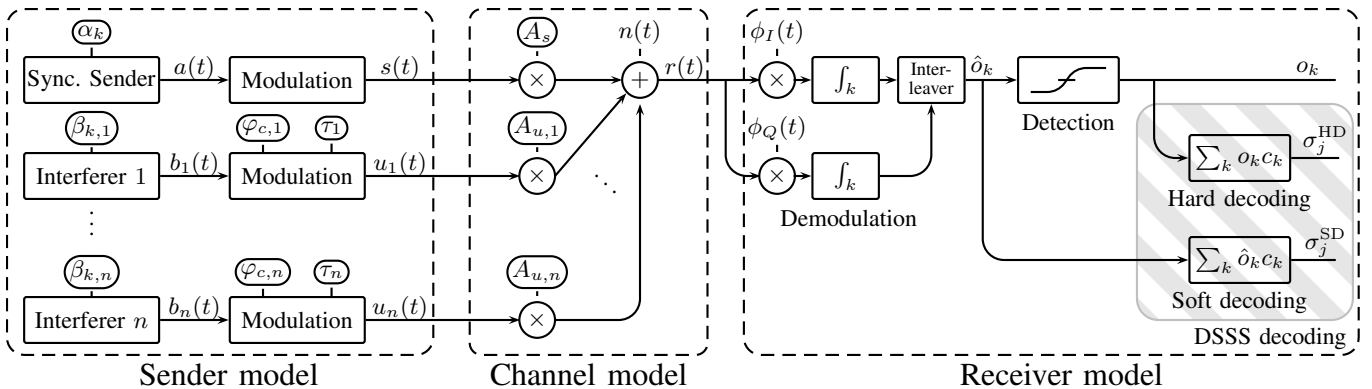 α_k
A_s
n(t)
ϕ_I(t)
Sync. Sender
a(t)
Modulation
s(t)
×
+
r(t)
×
∫_k
Inter-
leaver
ô_k
Detection
o_k
β_{k,1}
φ_{c,1}
τ_1
A_{u,1}
ϕ_Q(t)
Interferer 1
b_1(t)
Modulation
u_1(t)
×
⋱
×
∫_k
Demodulation
∑_k o_k c_k
σ_j^{HD}
Hard decoding
⋮
⋮
β_{k,n}
φ_{c,n}
τ_n
A_{u,n}
∑_k ô_k c_k
σ_j^{SD}
Soft decoding
Interferer n
b_n(t)
Modulation
u_n(t)
×
DSSS decoding
Sender model
Channel model
Receiver model